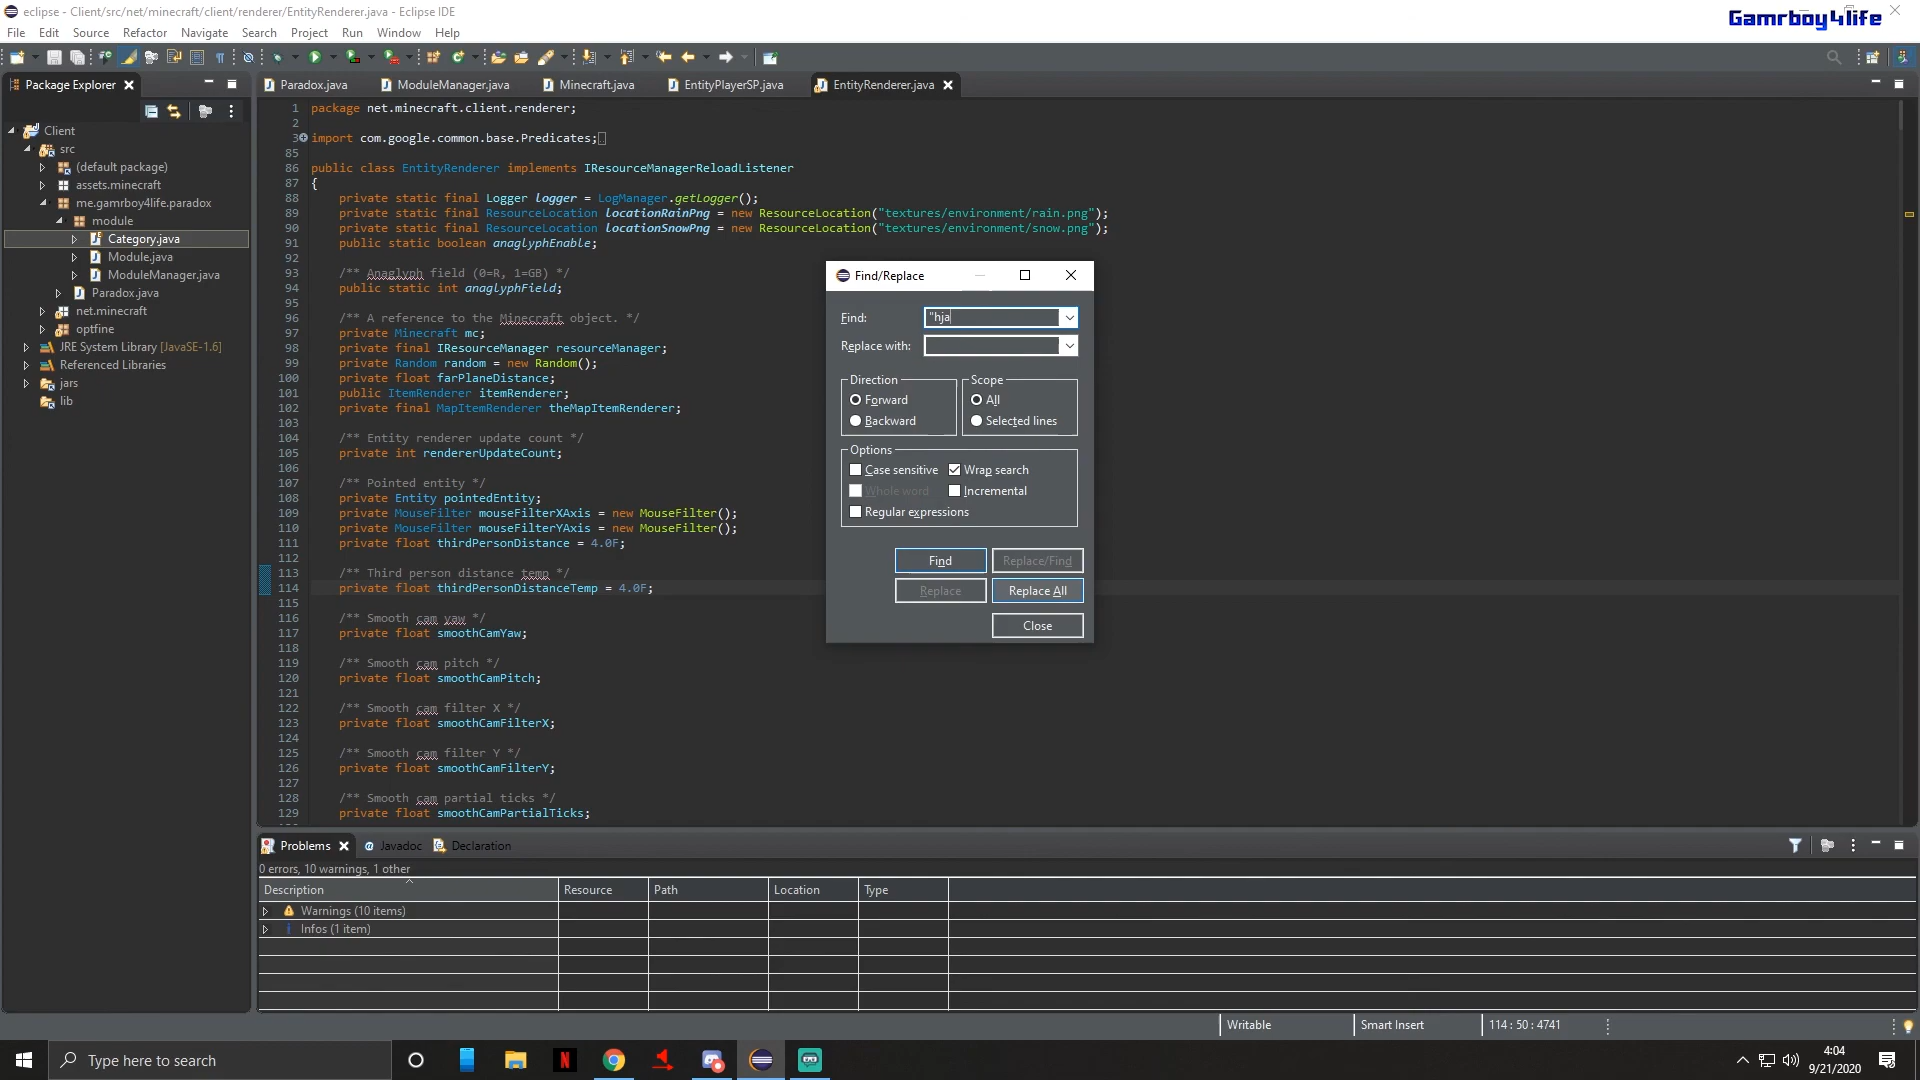 eclipse - Client/src/net/minecraft/client/renderer/EntityRenderer.java - Eclipse IDE
Gamrboy4life
File Edit Source Refactor Navigate Search Project Run Window Help
Package Explorer
Paradox.java ModuleManager.java Minecraft.java EntityPlayerSP.java EntityRenderer.java
Client
src
(default package)
assets.minecraft
me.gamrboy4life.paradox
module
Category.java
Module.java
ModuleManager.java
Paradox.java
net.minecraft
optfine
JRE System Library [JavaSE-1.6]
Referenced Libraries
jars
lib
1 package net.minecraft.client.renderer;
2
3 import com.google.common.base.Predicates;
85
86 public class EntityRenderer implements IResourceManagerReloadListener
87 {
88 private static final Logger logger = LogManager.getLogger();
89 private static final ResourceLocation locationRainPng = new ResourceLocation("textures/environment/rain.png");
90 private static final ResourceLocation locationSnowPng = new ResourceLocation("textures/environment/snow.png");
91 public static boolean anaglyphEnable;
92
93 /** Anaglyph field (0=R, 1=GB) */
94 public static int anaglyphField;
95
96 /** A reference to the Minecraft object. */
97 private Minecraft mc;
98 private final IResourceManager resourceManager;
99 private Random random = new Random();
100 private float farPlaneDistance;
101 public ItemRenderer itemRenderer;
102 private final MapItemRenderer theMapItemRenderer;
103
104 /** Entity renderer update count */
105 private int rendererUpdateCount;
106
107 /** Pointed entity */
108 private Entity pointedEntity;
109 private MouseFilter mouseFilterXAxis = new MouseFilter();
110 private MouseFilter mouseFilterYAxis = new MouseFilter();
111 private float thirdPersonDistance = 4.0F;
112
113 /** Third person distance temp */
114 private float thirdPersonDistanceTemp = 4.0F;
115
116 /** Smooth cam yaw */
117 private float smoothCamYaw;
118
119 /** Smooth cam pitch */
120 private float smoothCamPitch;
121
122 /** Smooth cam filter X */
123 private float smoothCamFilterX;
124
125 /** Smooth cam filter Y */
126 private float smoothCamFilterY;
127
128 /** Smooth cam partial ticks */
129 private float smoothCamPartialTicks;
Find/Replace
Find: "hja
Replace with:
Direction Scope
Forward All
Backward Selected lines
Options
Case sensitive Wrap search
Whole word Incremental
Regular expressions
Find Replace/Find
Replace Replace All
Close
Problems Javadoc Declaration
0 errors, 10 warnings, 1 other
Description Resource Path Location Type
Warnings (10 items)
Infos (1 item)
Writable Smart Insert 114 : 50 : 4741
Type here to search
4:04
9/21/2020